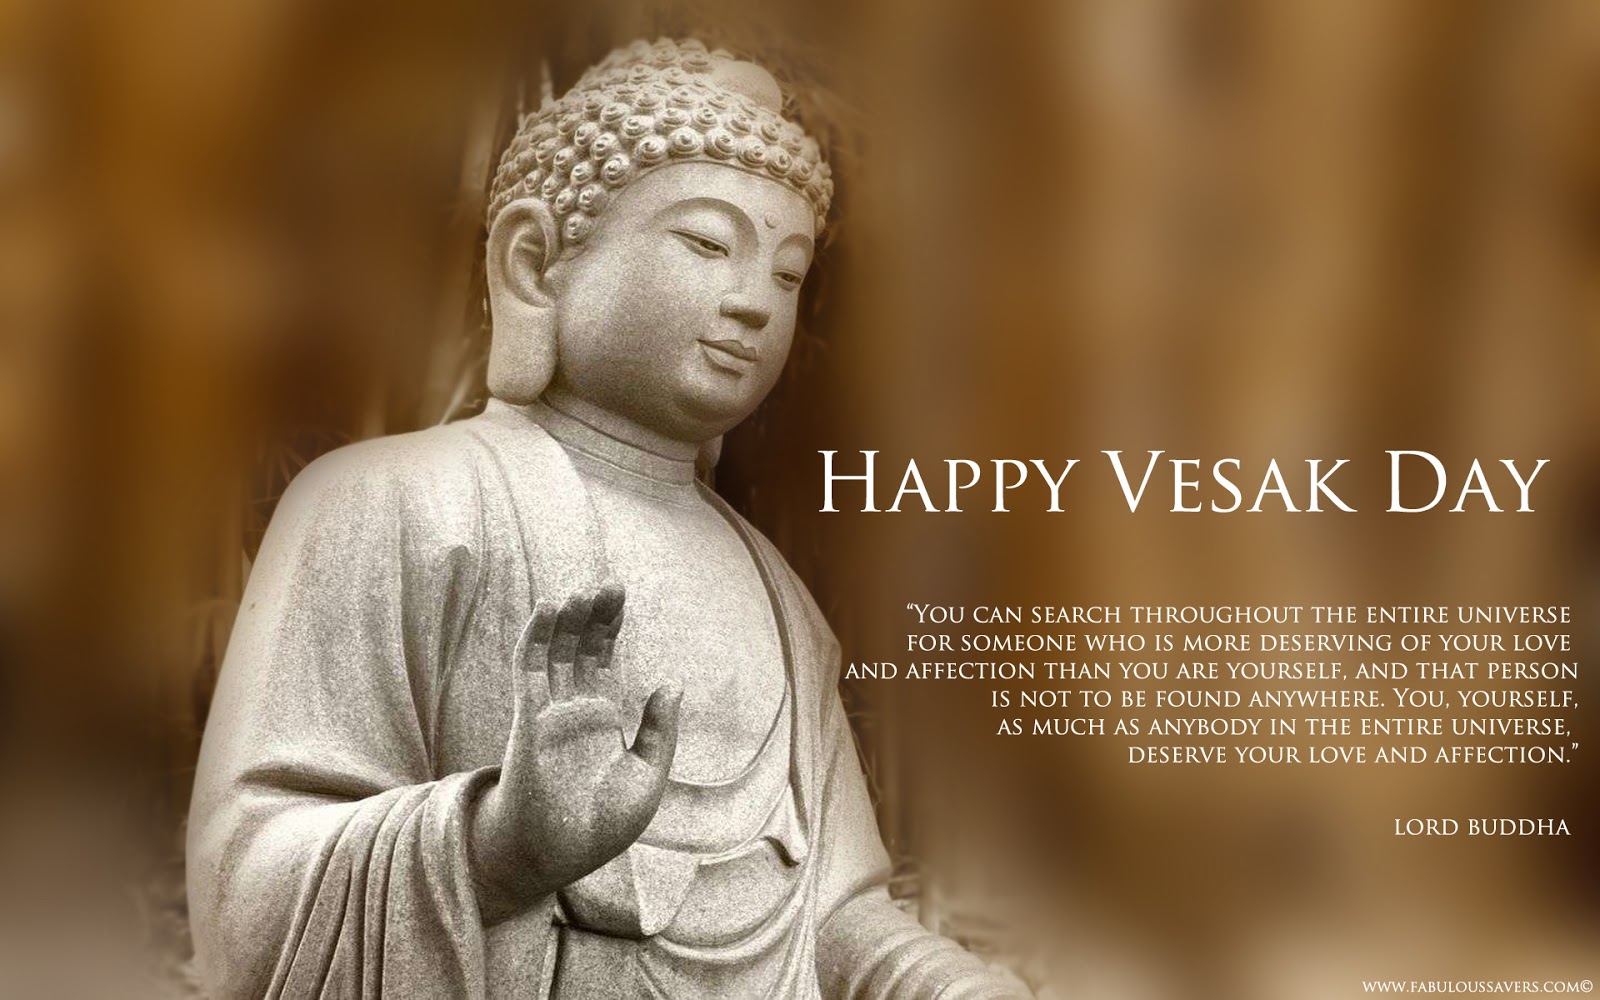 Happy Vesak Day
“You can search throughout the entire universe
for someone who is more deserving of your love
and affection than you are yourself, and that person
is not to be found anywhere. You, yourself,
as much as anybody in the entire universe,
deserve your love and affection.”
lord buddha
www.fabuloussavers.com©